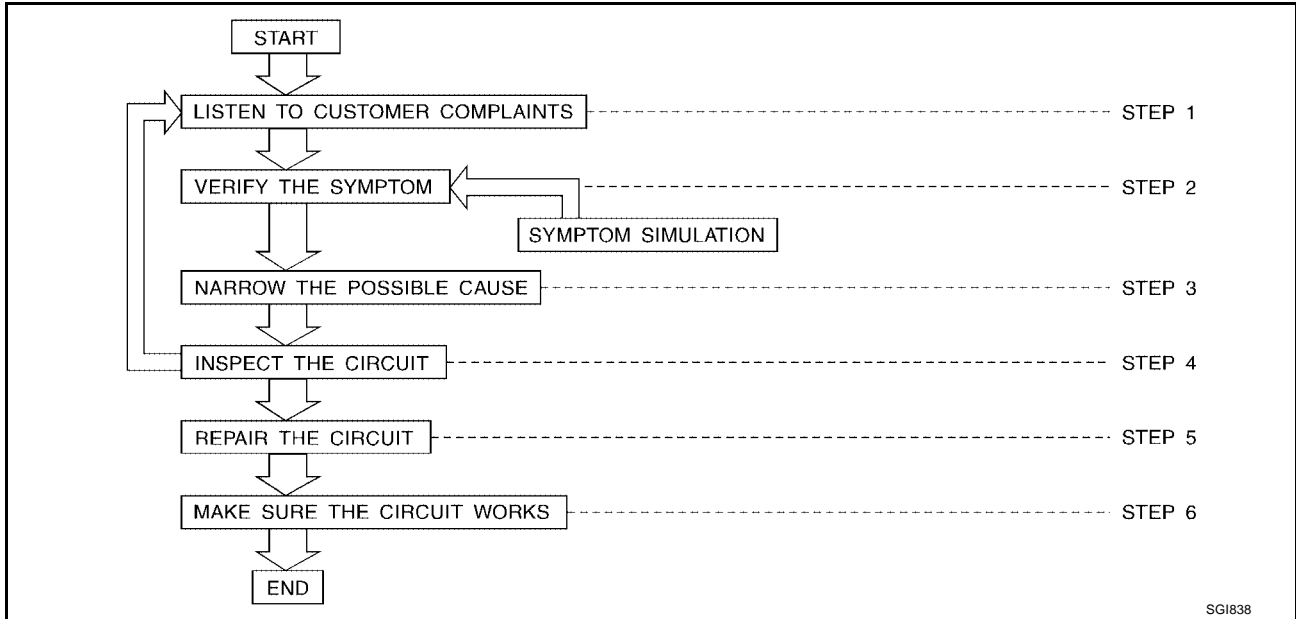 START
LISTEN TO CUSTOMER COMPLAINTS STEP 1
VERIFY THE SYMPTOM STEP 2
SYMPTOM SIMULATION
NARROW THE POSSIBLE CAUSE STEP 3
INSPECT THE CIRCUIT STEP 4
REPAIR THE CIRCUIT STEP 5
MAKE SURE THE CIRCUIT WORKS STEP 6
END
SGI838